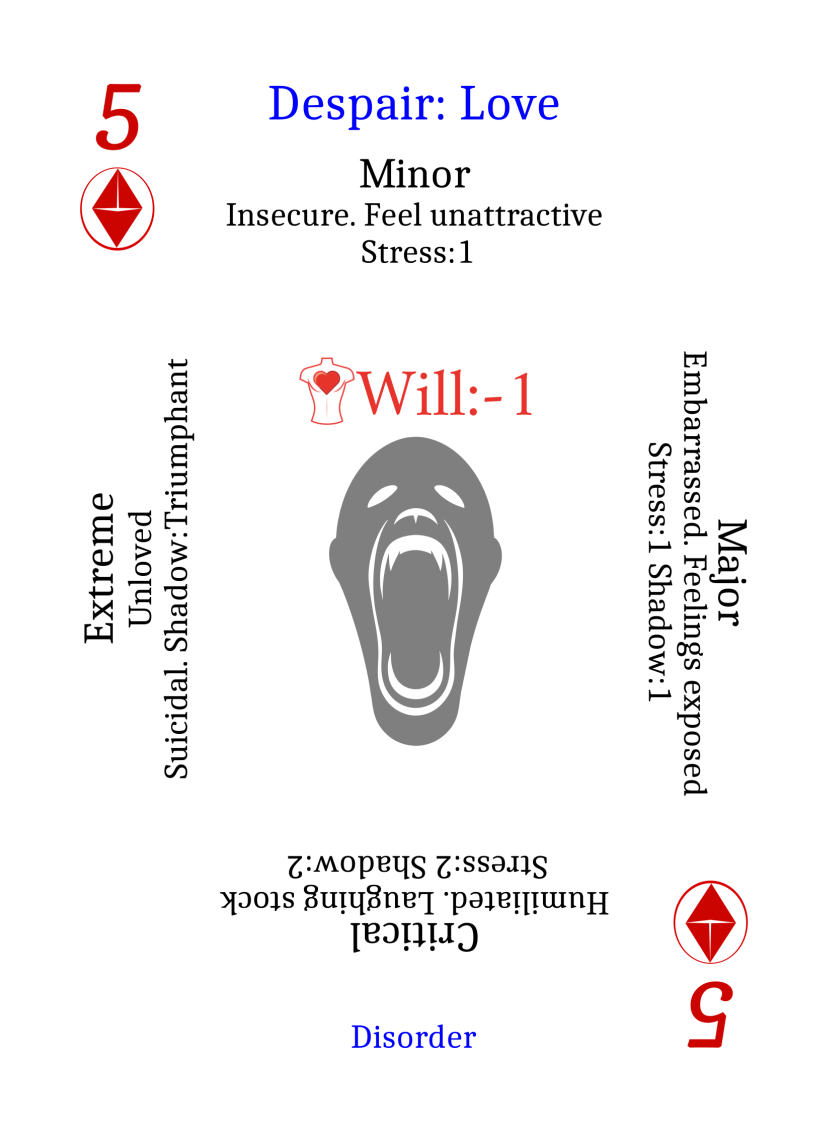 5
Despair: Love
Minor
Insecure. Feel unattractive
Stress:1
Will:-1
Major
Embarrassed. Feelings exposed
Stress:1 Shadow:1
Critical
Humiliated. Laughing stock
Stress:2 Shadow:2
Extreme
Unloved
Suicidal. Shadow:Triumphant
Disorder
5